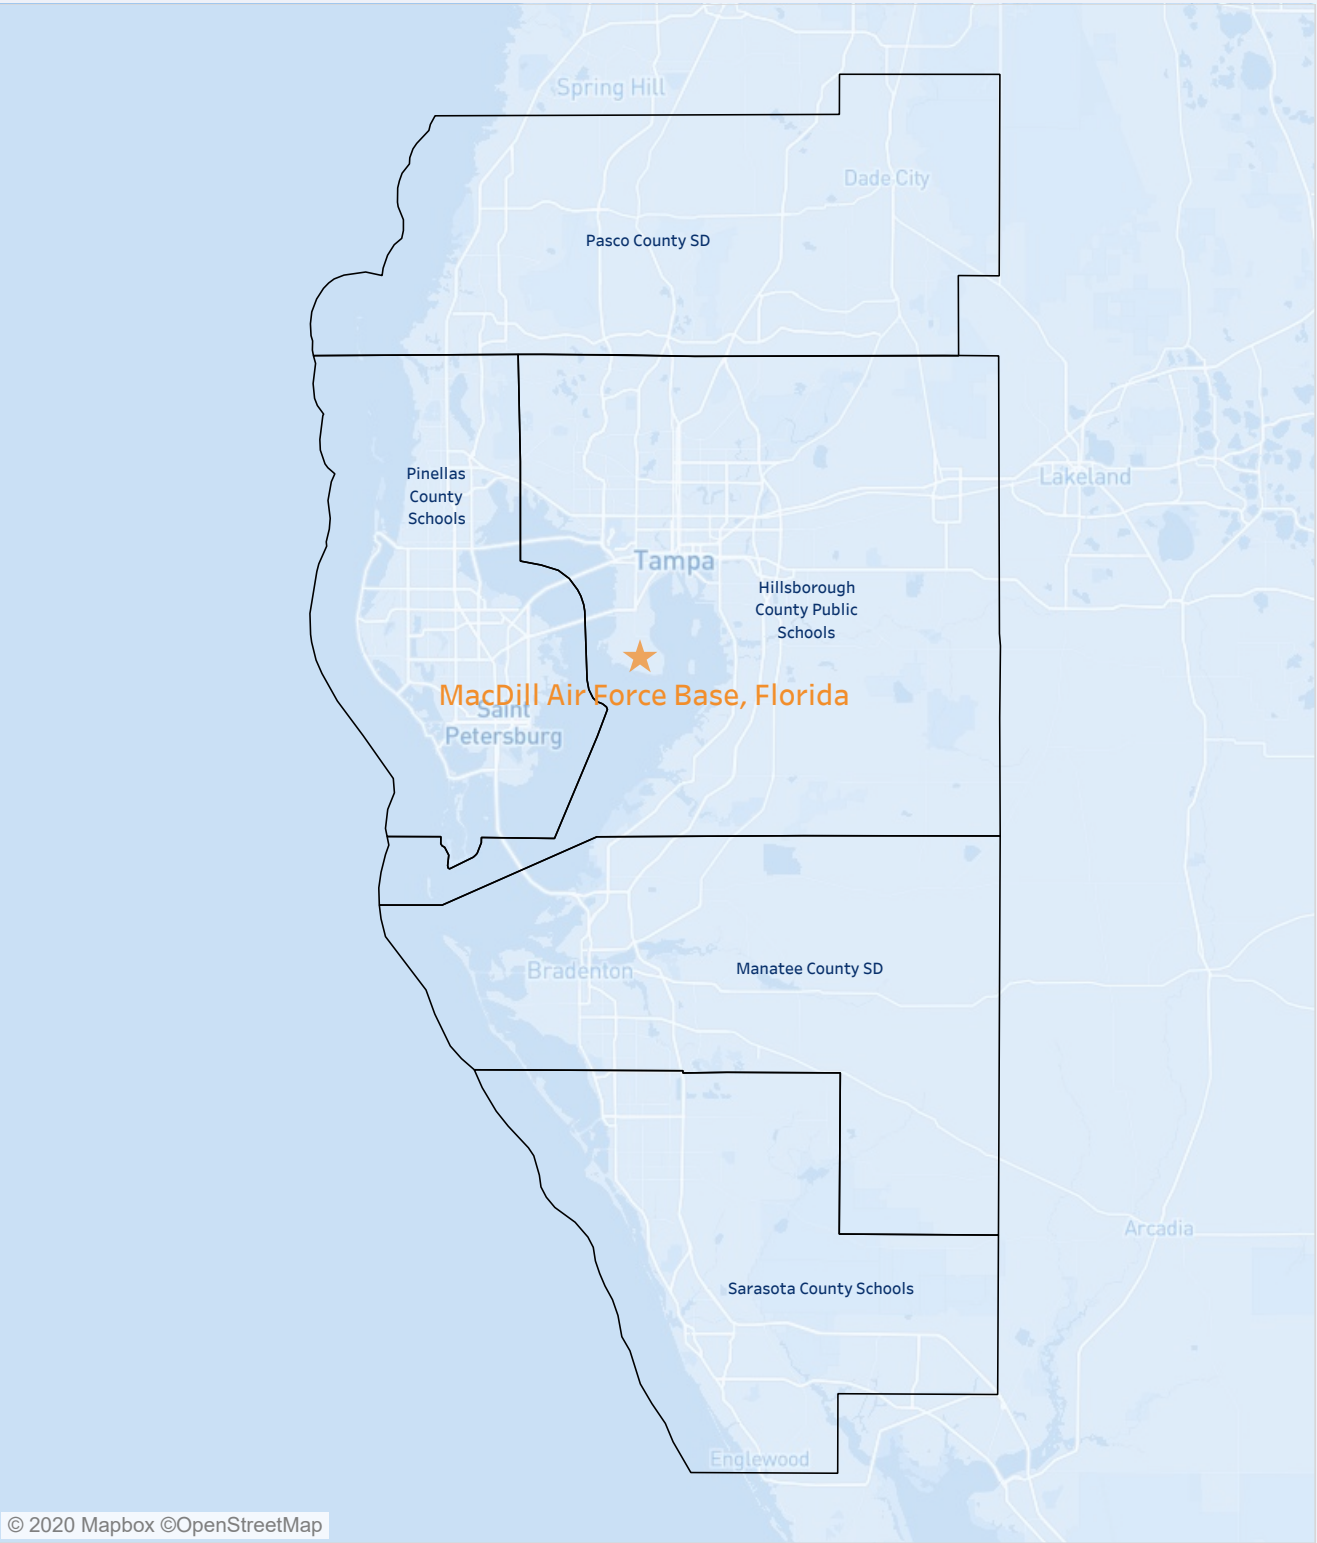 Spring Hill
Dade City
Pasco County SD
Pinellas
County
Schools
Lakeland
Tampa
Hillsborough
County Public
Schools
MacDill Air Force Base, Florida
Saint
Petersburg
Bradenton
Manatee County SD
Arcadia
Sarasota County Schools
Englewood
© 2020 Mapbox ©OpenStreetMap